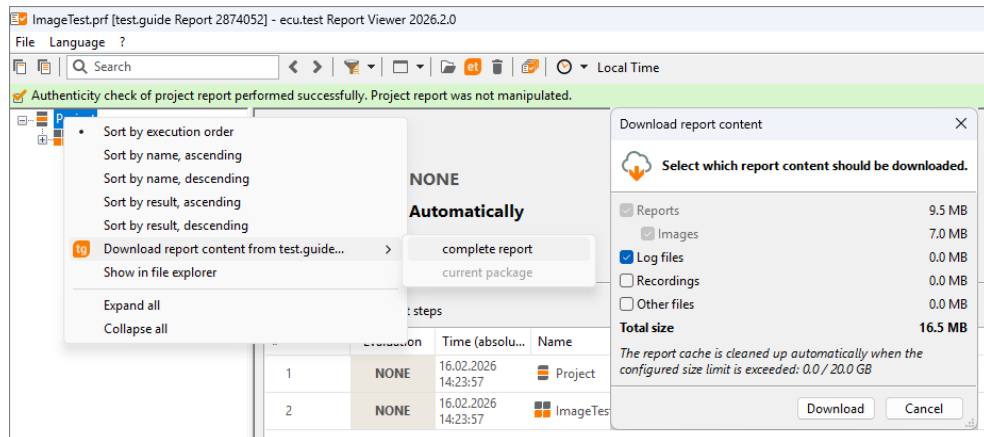 ImageTest.prf [test.guide Report 2874052] - ecu.test Report Viewer 2026.2.0
File Language ?
Search
et
Local Time
Authenticity check of project report performed successfully. Project report was not manipulated.
Sort by execution order
Sort by name, ascending
Sort by name, descending
Sort by result, ascending
Sort by result, descending
tg Download report content from test.guide...
Show in file explorer
Expand all
Collapse all
complete report
current package
NONE
Automatically
steps
Time (absolu... Name
1 NONE 16.02.2026 14:23:57 Project
2 NONE 16.02.2026 14:23:57 ImageTes
Download report content
Select which report content should be downloaded.
Reports 9.5 MB
Images 7.0 MB
Log files 0.0 MB
Recordings 0.0 MB
Other files 0.0 MB
Total size 16.5 MB
The report cache is cleaned up automatically when the
configured size limit is exceeded: 0.0 / 20.0 GB
Download Cancel